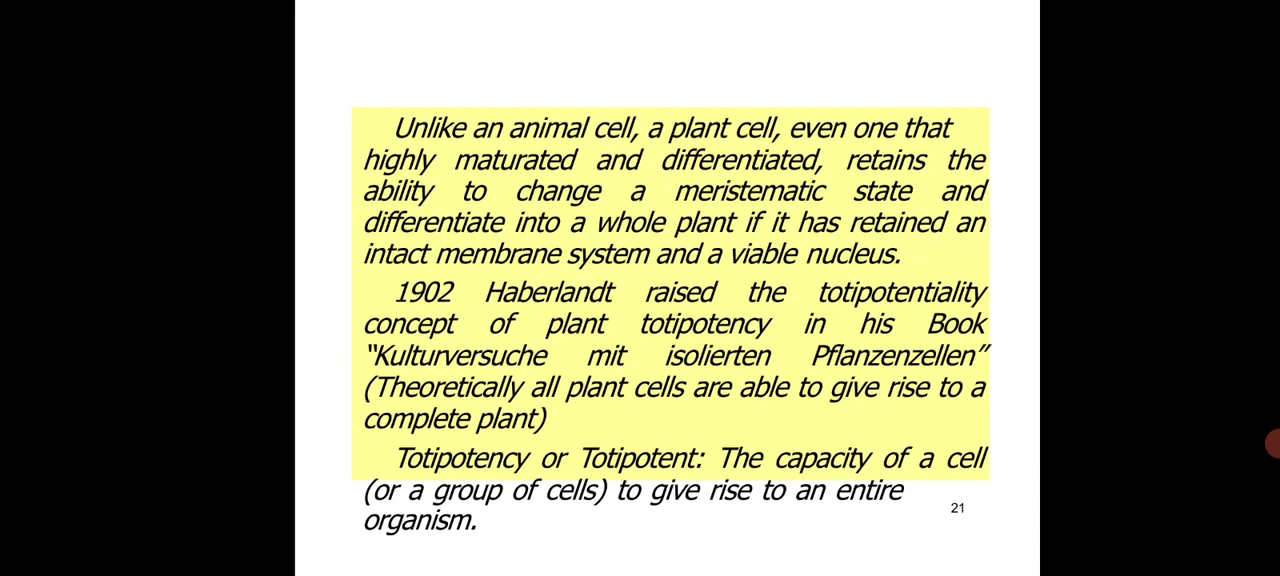 Unlike an animal cell, a plant cell, even one that
highly maturated and differentiated, retains the
ability to change a meristematic state and
differentiate into a whole plant if it has retained an
intact membrane system and a viable nucleus.
1902 Haberlandt raised the totipotentiality
concept of plant totipotency in his Book
“Kulturversuche mit isolierten Pflanzenzellen”
(Theoretically all plant cells are able to give rise to a
complete plant)
Totipotency or Totipotent: The capacity of a cell
(or a group of cells) to give rise to an entire
organism.
21